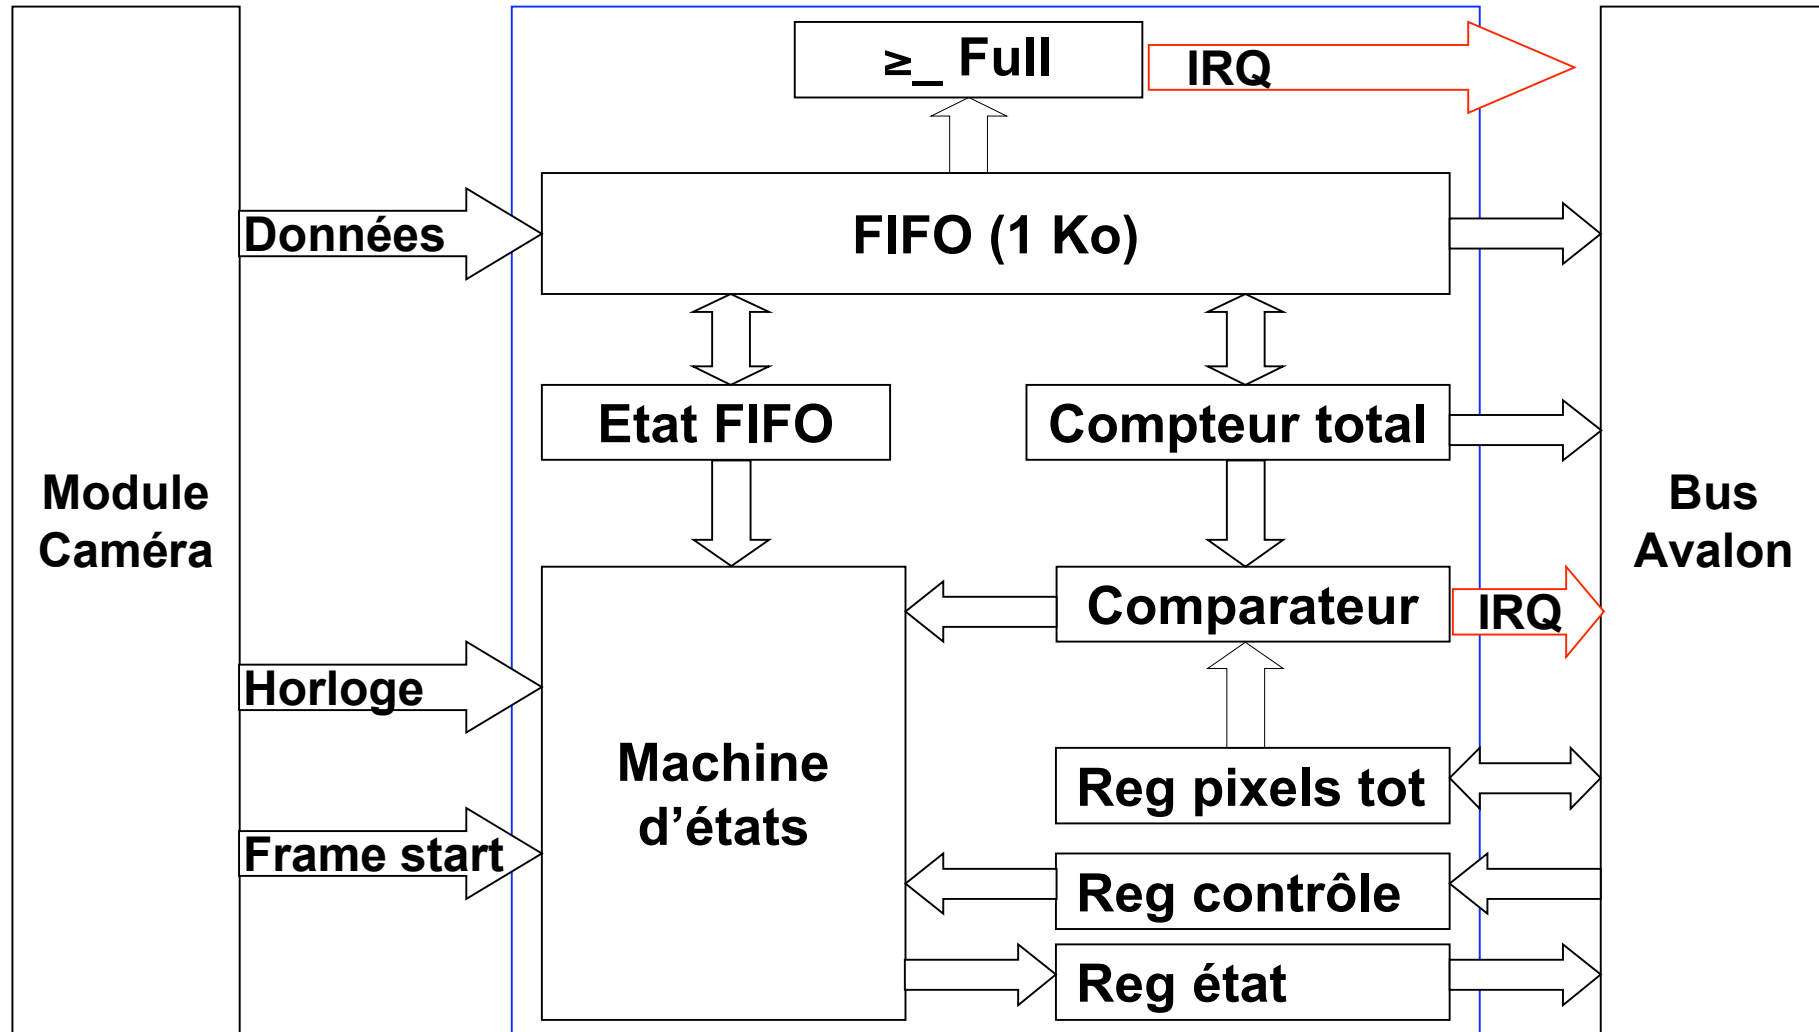 ≥_ Full
IRQ
Données
FIFO (1 Ko)
Etat FIFO
Compteur total
Module
Caméra
Bus
Avalon
Comparateur
IRQ
Horloge
Machine
d’états
Reg pixels tot
Frame start
Reg contrôle
Reg état